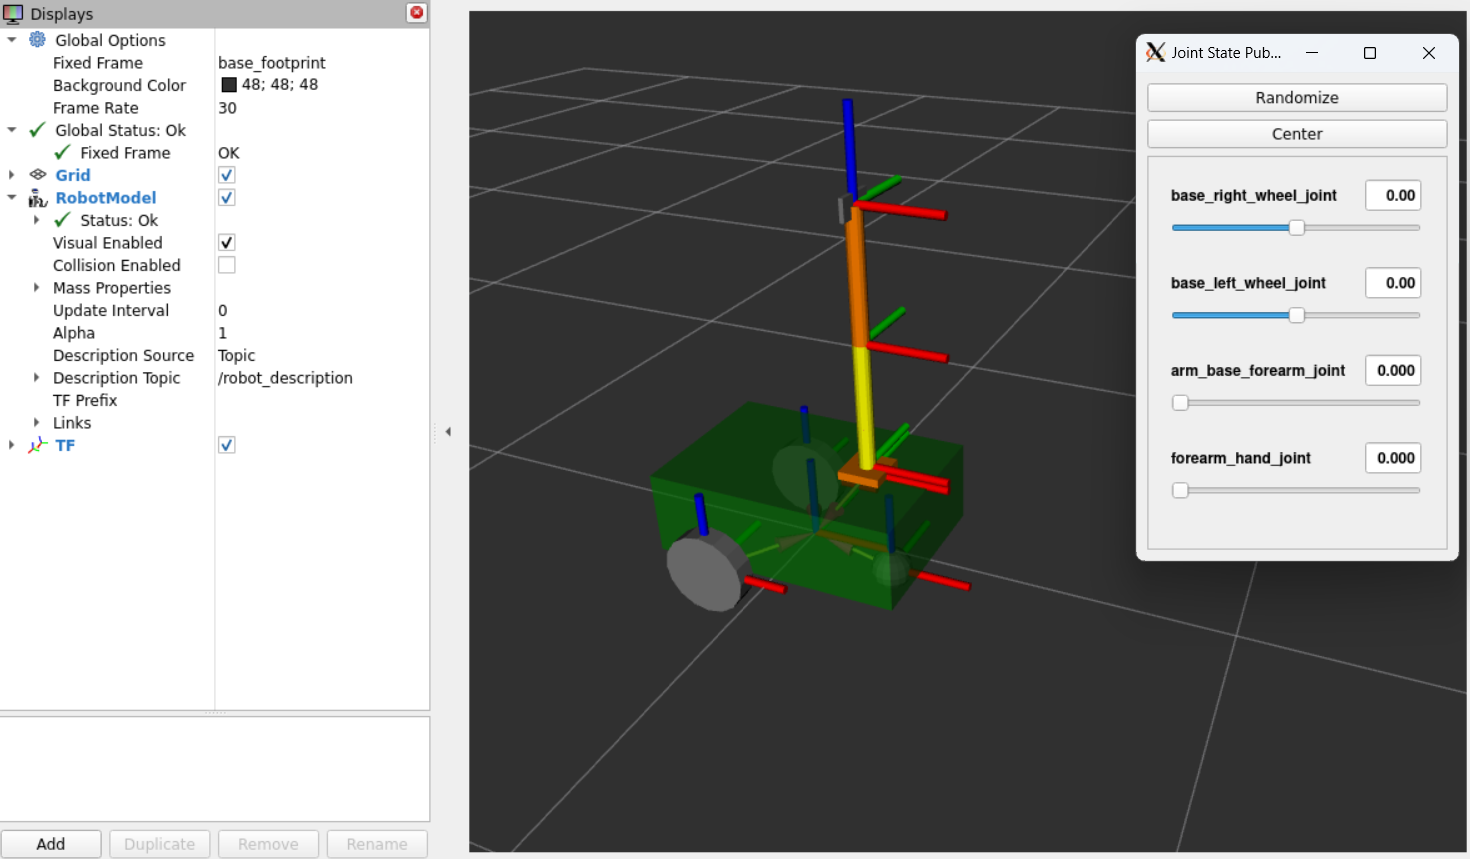 Displays
Global Options
Fixed Frame base_footprint
Background Color 48; 48; 48
Frame Rate 30
Global Status: Ok
Fixed Frame OK
Grid
RobotModel
Status: Ok
Visual Enabled
Collision Enabled
Mass Properties
Update Interval 0
Alpha 1
Description Source Topic
Description Topic /robot_description
TF Prefix
Links
TF
Add Duplicate Remove Rename
Joint State Pub...
Randomize
Center
base_right_wheel_joint 0.00
base_left_wheel_joint 0.00
arm_base_forearm_joint 0.000
forearm_hand_joint 0.000